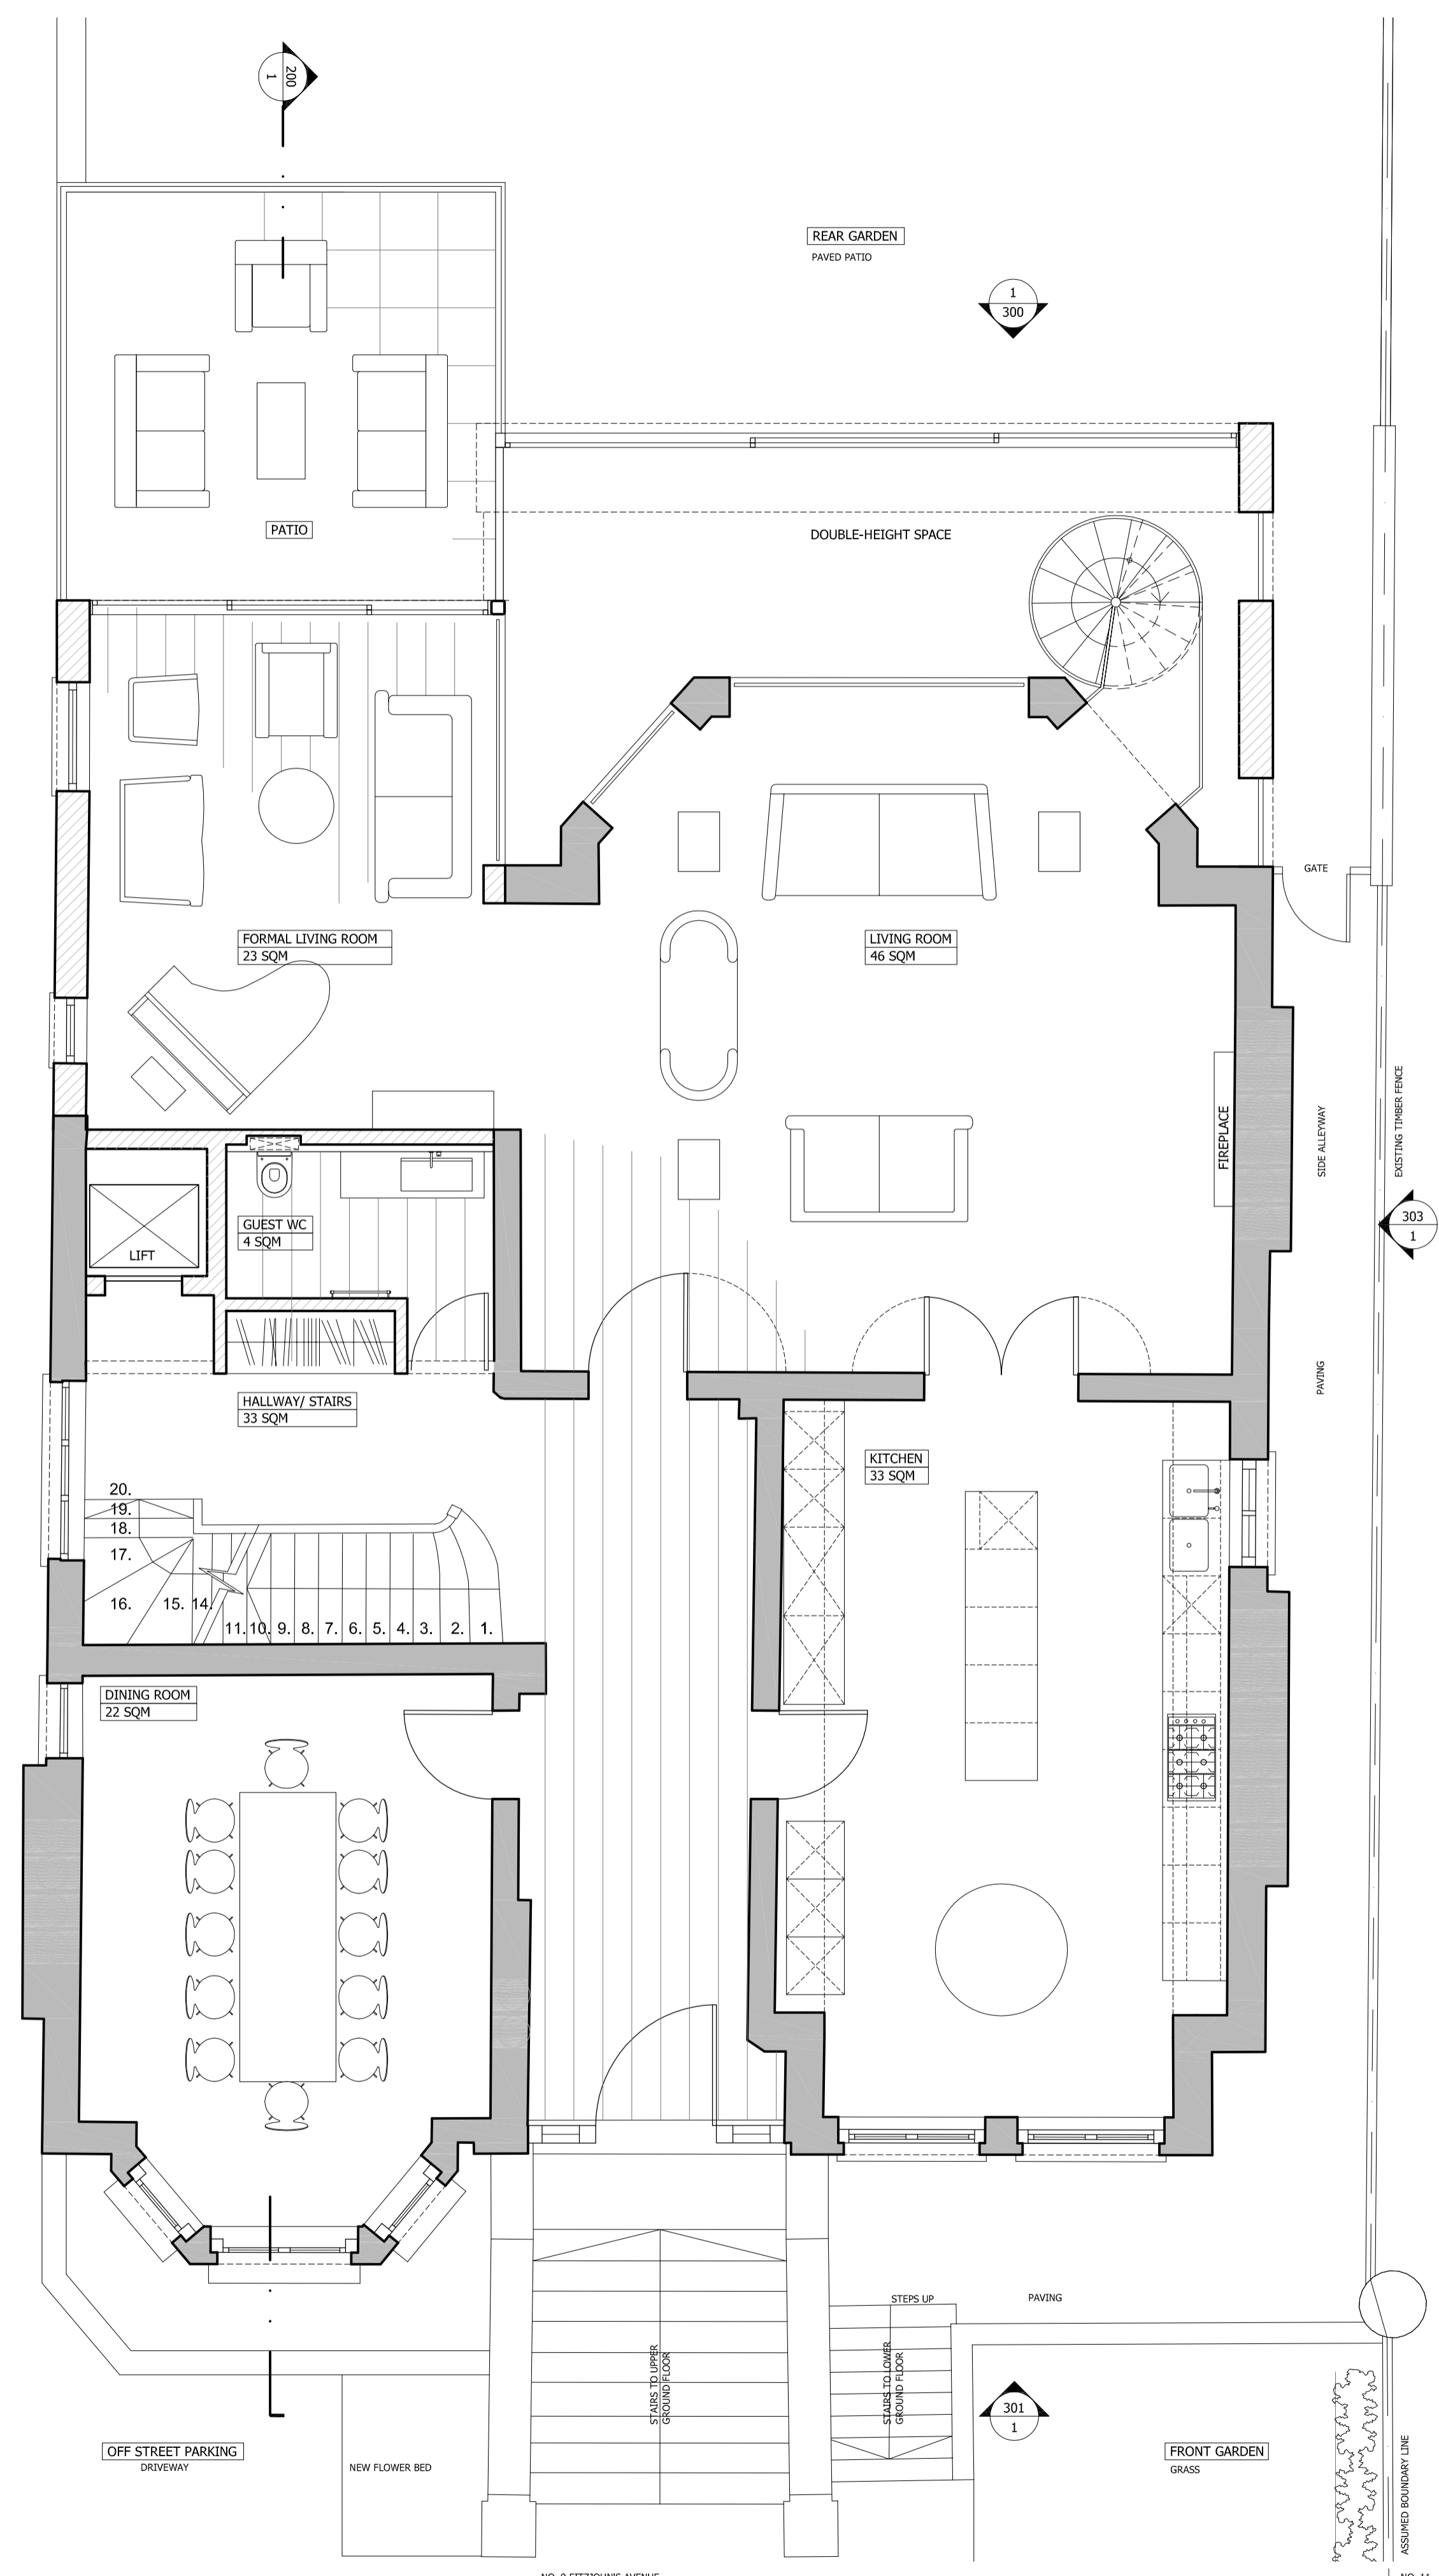 200
1
REAR GARDEN
PAVED PATIO
1
300
PATIO
DOUBLE-HEIGHT SPACE
GATE
FORMAL LIVING ROOM
23 SQM
LIVING ROOM
46 SQM
FIREPLACE
SIDE ALLEYWAY
EXISTING TIMBER FENCE
GUEST WC
4 SQM
LIFT
303
1
PAVING
HALLWAY/ STAIRS
33 SQM
KITCHEN
33 SQM
20.
19.
18.
17.
16.
15.
14.
11.
10.
9.
8.
7.
6.
5.
4.
3.
2.
1.
DINING ROOM
22 SQM
STEPS UP
PAVING
STAIRS TO UPPER
GROUND FLOOR
STAIRS TO LOWER
GROUND FLOOR
301
1
OFF STREET PARKING
DRIVEWAY
NEW FLOWER BED
FRONT GARDEN
GRASS
ASSUMED BOUNDARY LINE